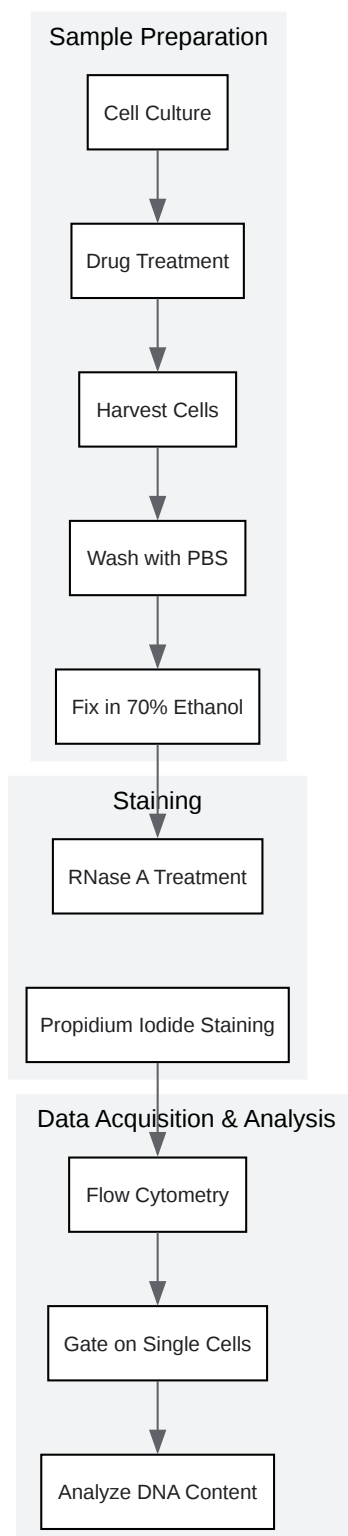 Sample Preparation
Cell Culture
Drug Treatment
Harvest Cells
Wash with PBS
Fix in 70% Ethanol
Staining
RNase A Treatment
Propidium Iodide Staining
Data Acquisition & Analysis
Flow Cytometry
Gate on Single Cells
Analyze DNA Content